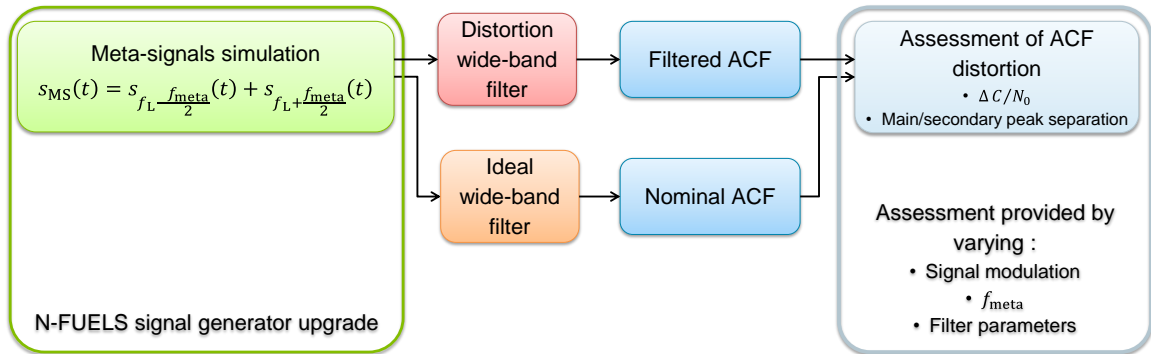 Meta-signals simulation
s_MS(t) = s_{f_L − f_meta/2}(t) + s_{f_L + f_meta/2}(t)
N-FUELS signal generator upgrade
Distortion
wide-band
filter
Ideal
wide-band
filter
Filtered ACF
Nominal ACF
Assessment of ACF
distortion
• Δ C/N₀
• Main/secondary peak separation
Assessment provided by
varying :
• Signal modulation
• f_meta
• Filter parameters